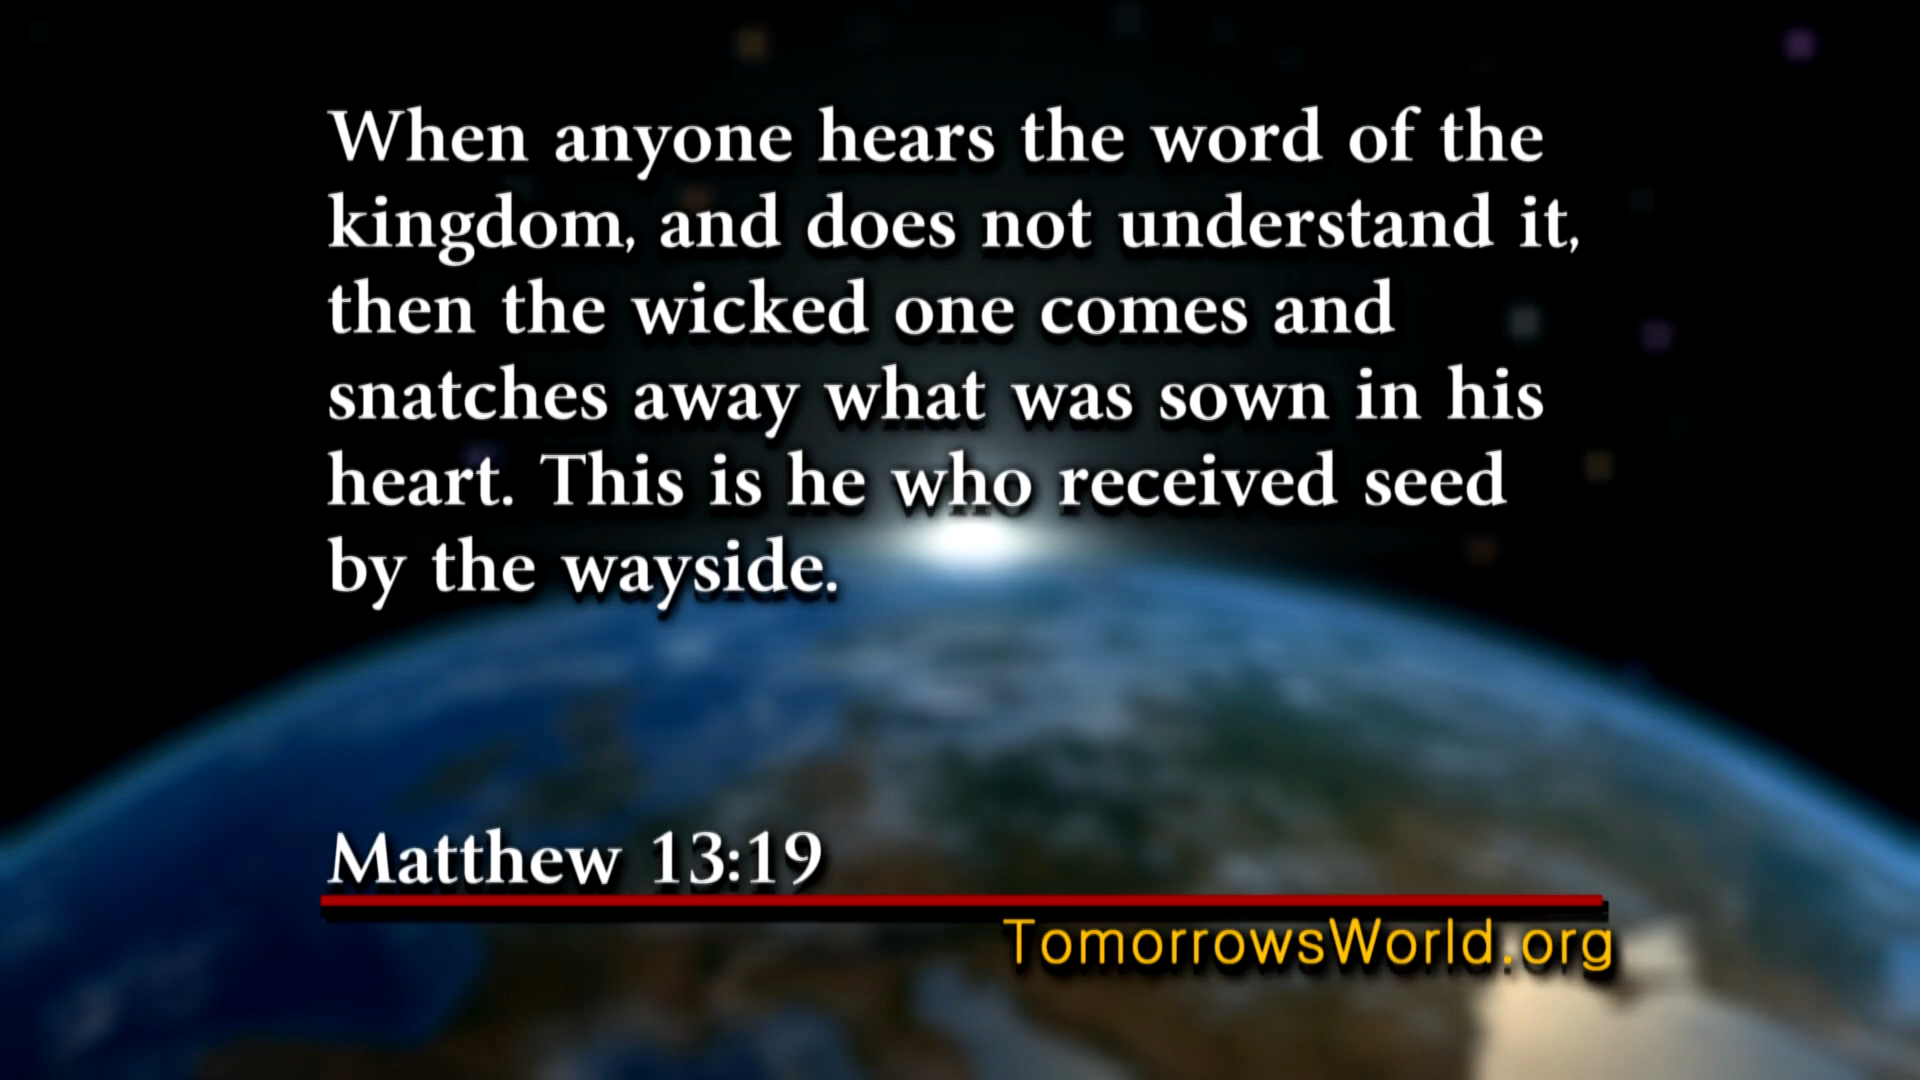 When anyone hears the word of the
kingdom, and does not understand it,
then the wicked one comes and
snatches away what was sown in his
heart. This is he who received seed
by the wayside.
Matthew 13:19
TomorrowsWorld.org